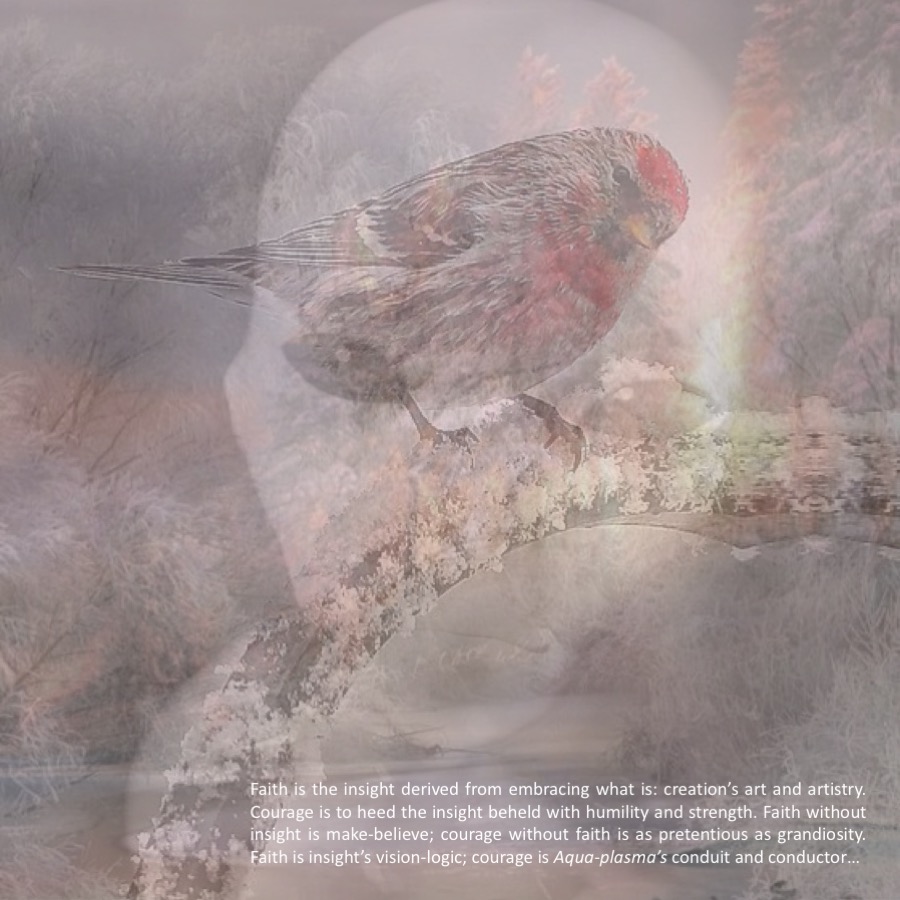 Faith is the insight derived from embracing what is: creation’s art and artistry.
Courage is to heed the insight beheld with humility and strength. Faith without
insight is make-believe; courage without faith is as pretentious as grandiosity.
Faith is insight’s vision-logic; courage is Aqua-plasma’s conduit and conductor…